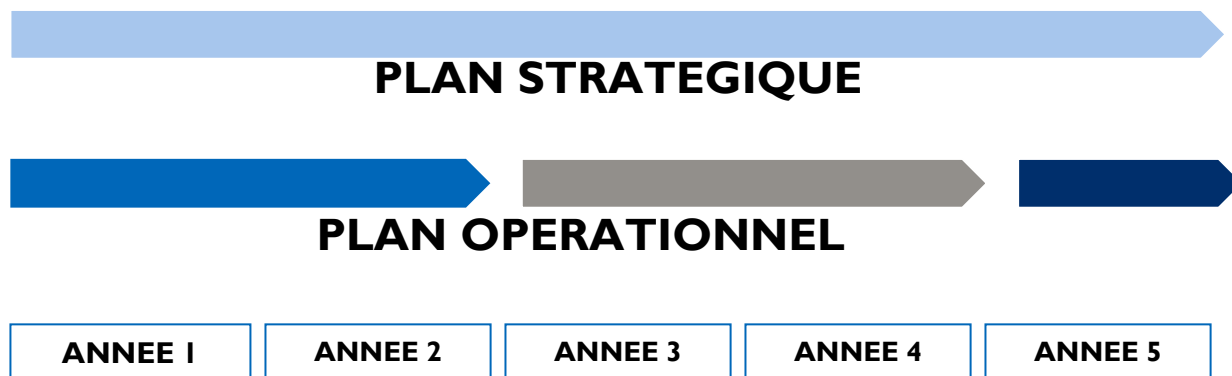 PLAN STRATEGIQUE
PLAN OPERATIONNEL
ANNEE 1
ANNEE 2
ANNEE 3
ANNEE 4
ANNEE 5